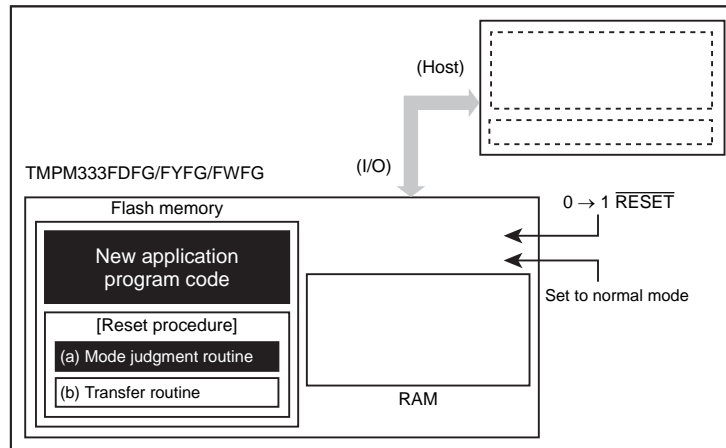 (Host)
(I/O)
TMPM333FDFG/FYFG/FWFG
Flash memory
New application
program code
[Reset procedure]
(a) Mode judgment routine
(b) Transfer routine
RAM
0 → 1 R̅E̅S̅E̅T̅
Set to normal mode